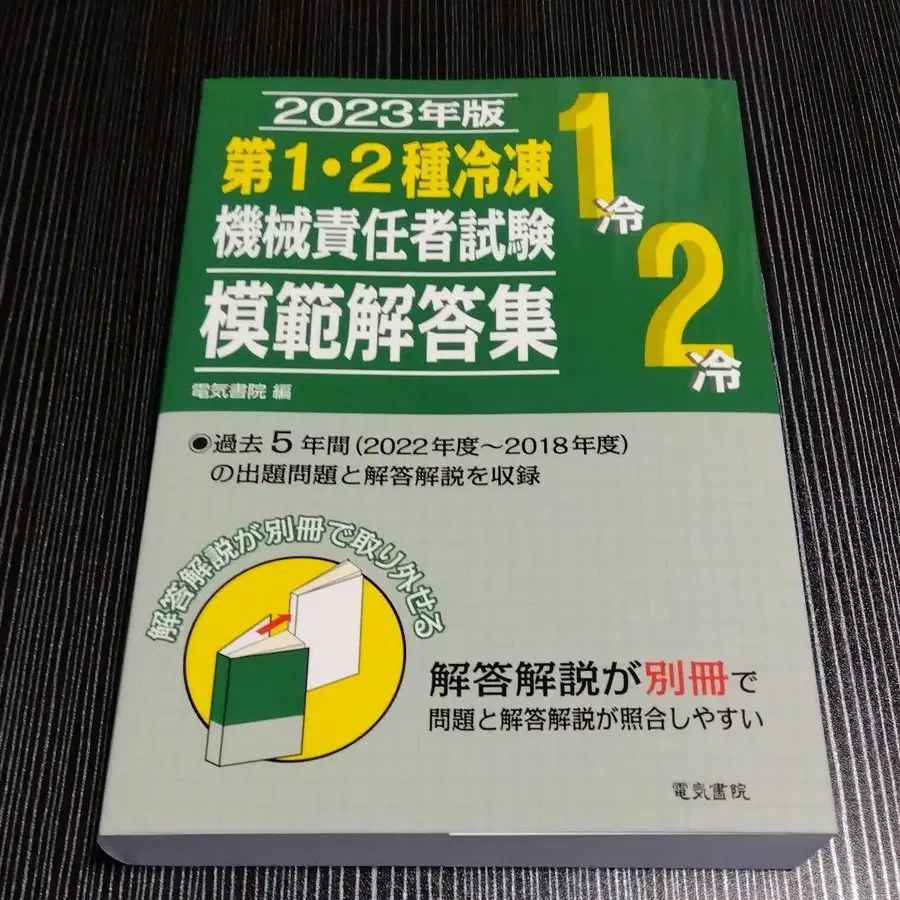 2023年版
第1・2種冷凍
機械責任者試験
模範解答集
電気書院 編
1冷
2冷
●過去5年間(2022年度～2018年度)
の出題問題と解答解説を収録
解答解説が別冊で取り外せる
解答解説が別冊で
問題と解答解説が照合しやすい
電気書院